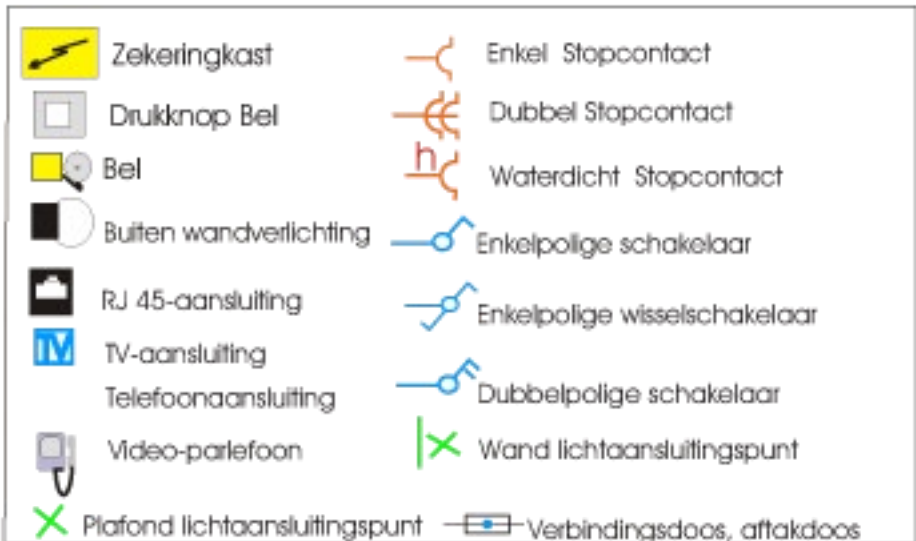 Zekeringkast
Drukknop Bel
Bel
Buiten wandverlichting
RJ 45-aansluiting
TV TV-aansluiting
Telefoonaansluiting
Video-parlefoon
Plafond lichtaansluitingspunt
Enkel Stopcontact
Dubbel Stopcontact
h Waterdicht Stopcontact
Enkelpolige schakelaar
Enkelpolige wisselschakelaar
Dubbelpolige schakelaar
Wand lichtaansluitingspunt
Verbindingsdoos, aftakdoos